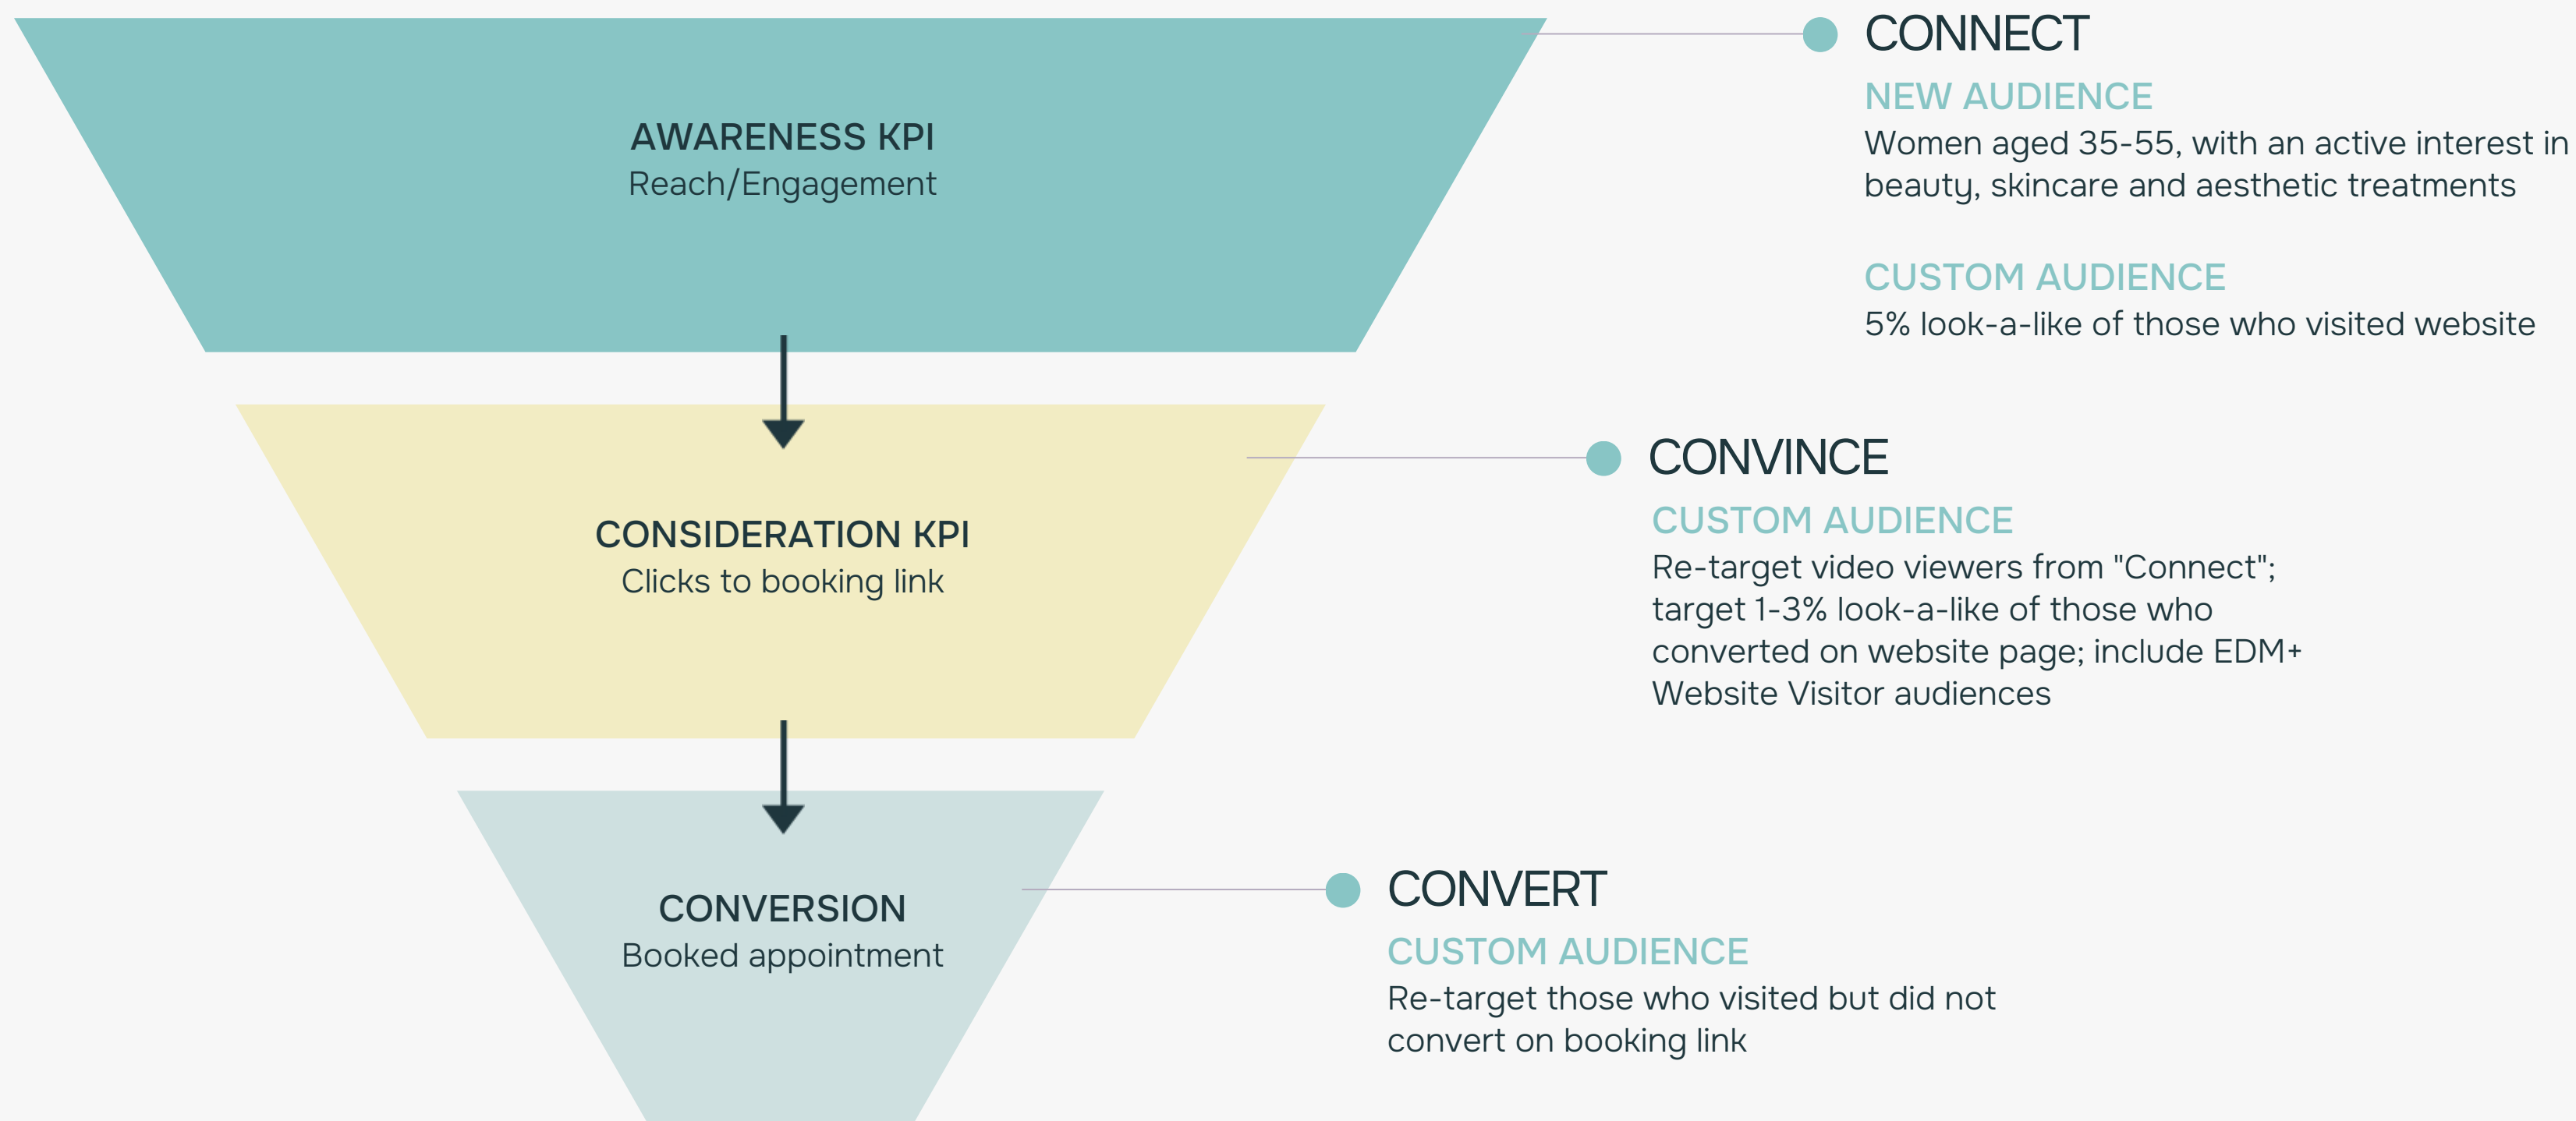 AWARENESS KPI
Reach/Engagement
CONNECT
NEW AUDIENCE
Women aged 35-55, with an active interest in
beauty, skincare and aesthetic treatments
CUSTOM AUDIENCE
5% look-a-like of those who visited website
CONSIDERATION KPI
Clicks to booking link
CONVINCE
CUSTOM AUDIENCE
Re-target video viewers from "Connect";
target 1-3% look-a-like of those who
converted on website page; include EDM+
Website Visitor audiences
CONVERSION
Booked appointment
CONVERT
CUSTOM AUDIENCE
Re-target those who visited but did not
convert on booking link